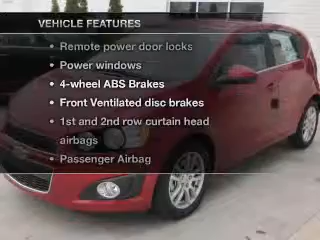 VEHICLE FEATURES
• Remote power door locks
• Power windows
• 4-wheel ABS Brakes
• Front Ventilated disc brakes
• 1st and 2nd row curtain head
airbags
• Passenger Airbag